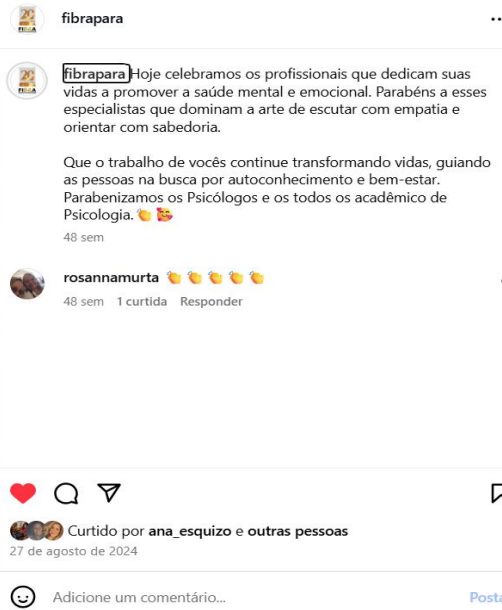 fibrapara
fibrapara Hoje celebramos os profissionais que dedicam suas
vidas a promover a saúde mental e emocional. Parabéns a esses
especialistas que dominam a arte de escutar com empatia e
orientar com sabedoria.
Que o trabalho de vocês continue transformando vidas, guiando
as pessoas na busca por autoconhecimento e bem-estar.
Parabenizamos os Psicólogos e os todos os acadêmico de
Psicologia.👏 🥰
48 sem
rosannamurta 👏 👏 👏 👏 👏
48 sem 1 curtida Responder
Curtido por ana_esquizo e outras pessoas
27 de agosto de 2024
Adicione um comentário...
Posta